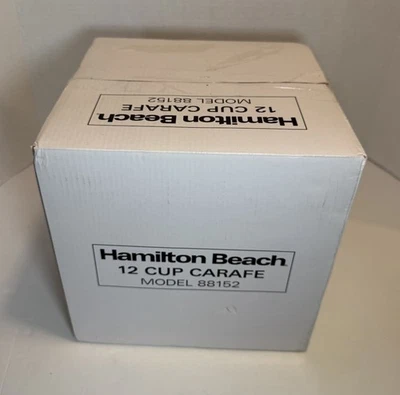 Hamilton Beach
12 CUP CARAFE
MODEL 88152
Hamilton Beach.
12 CUP CARAFE
MODEL 88152